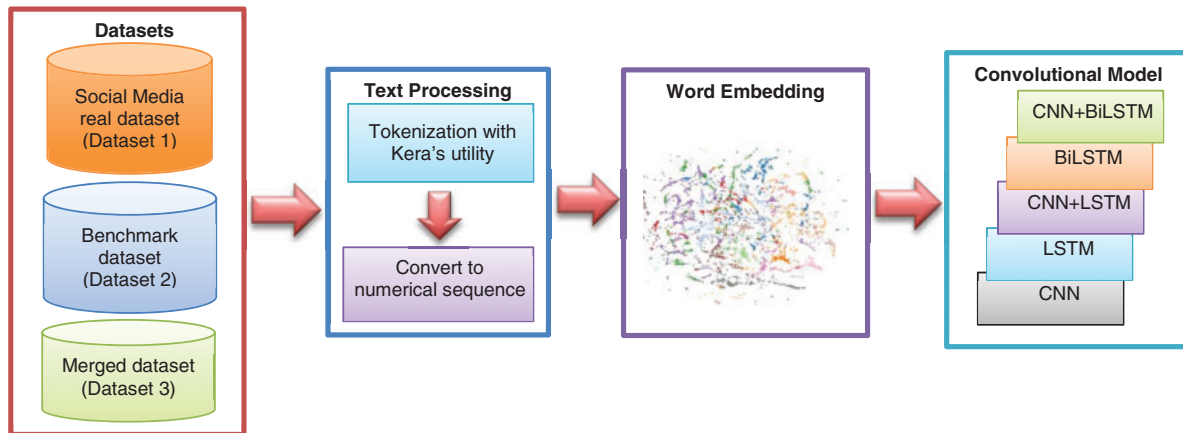 Datasets
Social Media
real dataset
(Dataset 1)
Benchmark
dataset
(Dataset 2)
Merged dataset
(Dataset 3)
Text Processing
Tokenization with
Kera's utility
Convert to
numerical sequence
Word Embedding
Convolutional Model
CNN+BiLSTM
BiLSTM
CNN+LSTM
LSTM
CNN